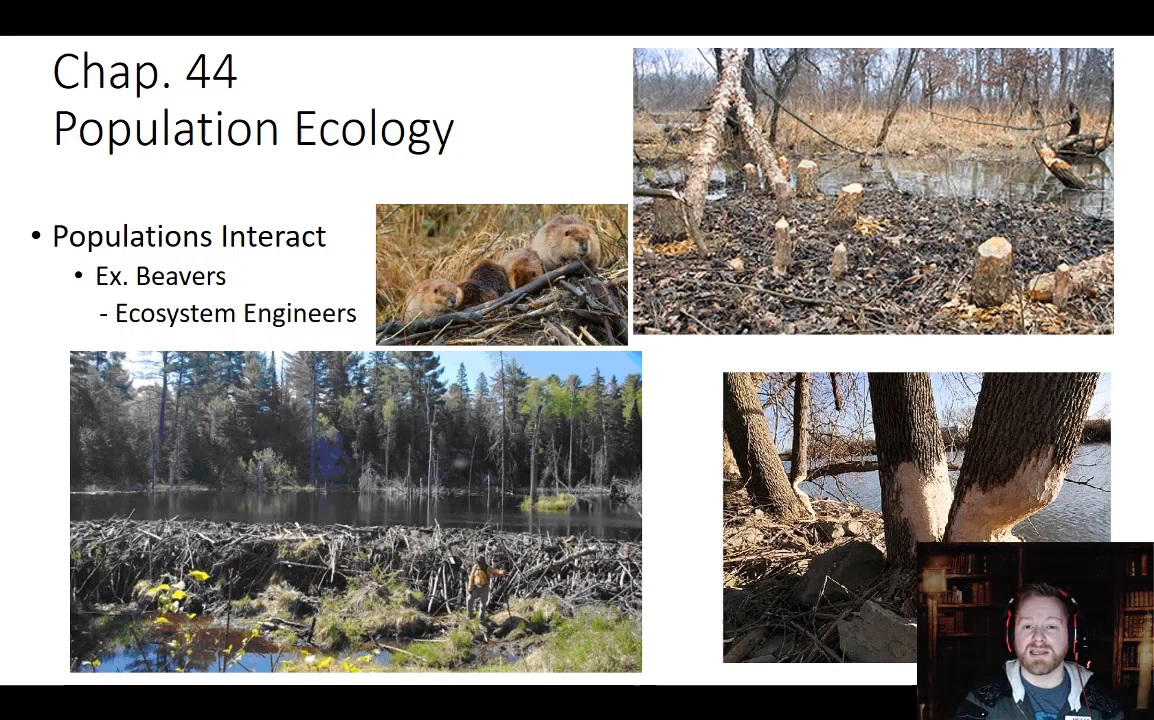 Chap. 44
Population Ecology
• Populations Interact
• Ex. Beavers
- Ecosystem Engineers